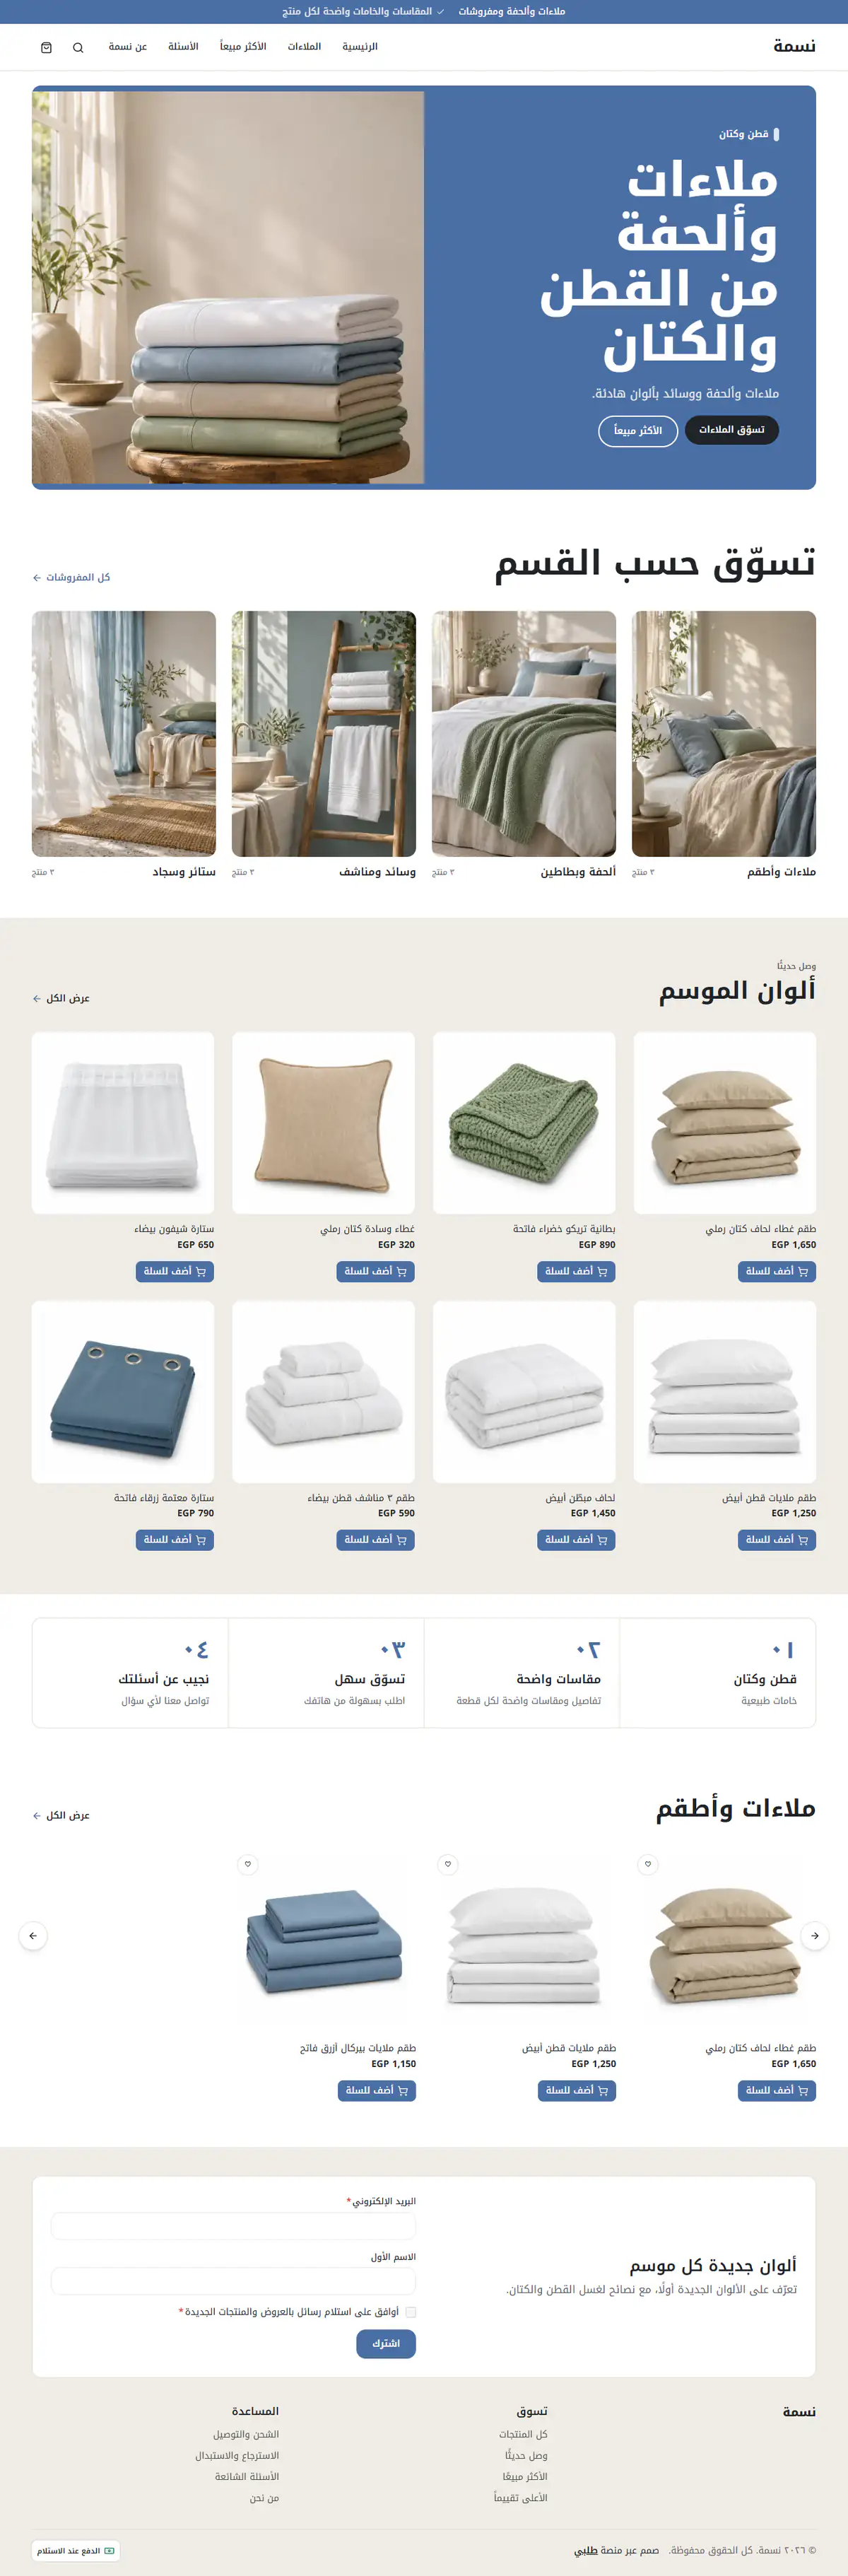 ملاءات وألحفة ومفروشات ✓ المقاسات والخامات واضحة لكل منتج
نسمة
الرئيسية الملاءات الأكثر مبيعاً الأسئلة عن نسمة
قطن وكتان
ملاءات
وألحفة
من القطن
والكتان
ملاءات وألحفة ووسائد بألوان هادئة.
تسوّق الملاءات الأكثر مبيعاً
تسوّق حسب القسم
كل المفروشات ←
ملاءات وأطقم ٣ منتج
ألحفة وبطاطين ٣ منتج
وسائد ومناشف ٣ منتج
ستائر وسجاد ٣ منتج
وصل حديثًا
ألوان الموسم
عرض الكل ←
طقم غطاء لحاف كتان رملي
EGP 1,650
أضف للسلة
بطانية تريكو خضراء فاتحة
EGP 890
أضف للسلة
غطاء وسادة كتان رملي
EGP 320
أضف للسلة
ستارة شيفون بيضاء
EGP 650
أضف للسلة
طقم ملايات قطن أبيض
EGP 1,250
أضف للسلة
لحاف مبطّن أبيض
EGP 1,450
أضف للسلة
طقم ٣ مناشف قطن بيضاء
EGP 590
أضف للسلة
ستارة معتمة زرقاء فاتحة
EGP 790
أضف للسلة
٠١
قطن وكتان
خامات طبيعية
٠٢
مقاسات واضحة
تفاصيل ومقاسات واضحة لكل قطعة
٠٣
تسوّق سهل
اطلب بسهولة من هاتفك
٠٤
نجيب عن أسئلتك
تواصل معنا لأي سؤال
ملاءات وأطقم
عرض الكل ←
طقم غطاء لحاف كتان رملي
EGP 1,650
أضف للسلة
طقم ملايات قطن أبيض
EGP 1,250
أضف للسلة
طقم ملايات بيركال أزرق فاتح
EGP 1,150
أضف للسلة
ألوان جديدة كل موسم
تعرّف على الألوان الجديدة أولًا، مع نصائح لغسل القطن والكتان.
البريد الإلكتروني *
الاسم الأول
أوافق على استلام رسائل بالعروض والمنتجات الجديدة *
اشترك
نسمة
تسوق
كل المنتجات
وصل حديثًا
الأكثر مبيعًا
الأعلى تقييماً
المساعدة
الشحن والتوصيل
الاسترجاع والاستبدال
الأسئلة الشائعة
من نحن
© ٢٠٢٦ نسمة. كل الحقوق محفوظة. صمم عبر منصة طلبي
الدفع عند الاستلام